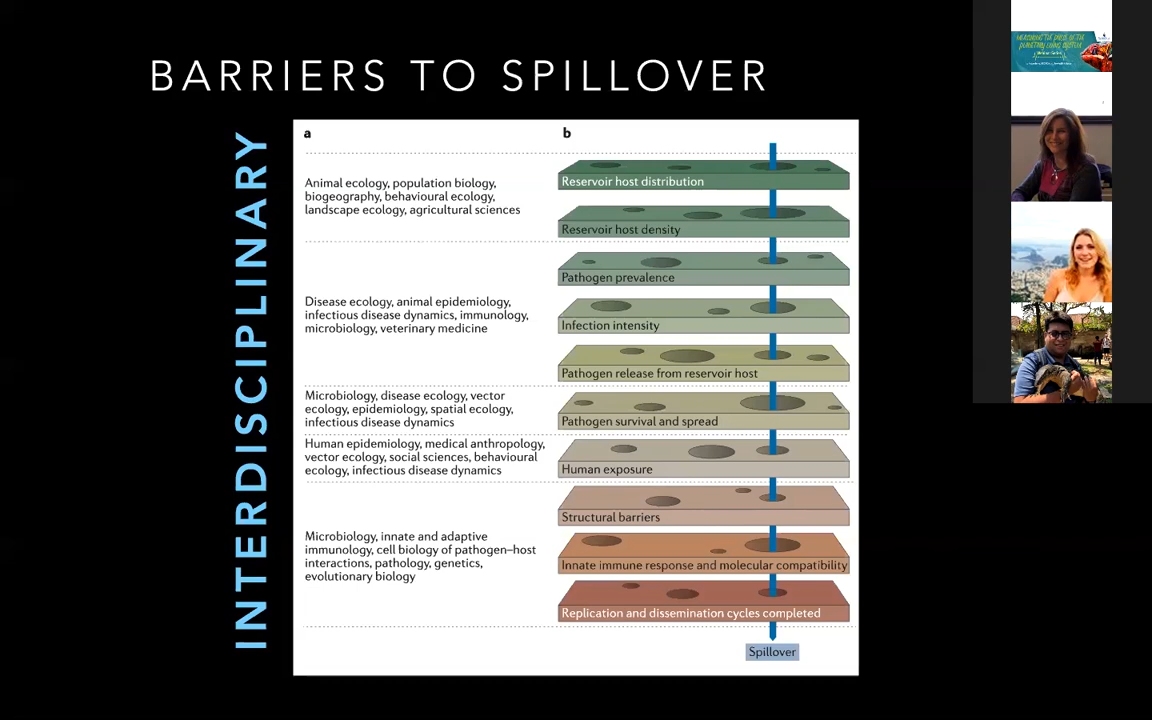 BARRIERS TO SPILLOVER
INTERDISCIPLINARY
a
b
Animal ecology, population biology,
biogeography, behavioural ecology,
landscape ecology, agricultural sciences
Reservoir host distribution
Reservoir host density
Disease ecology, animal epidemiology,
infectious disease dynamics, immunology,
microbiology, veterinary medicine
Pathogen prevalence
Infection intensity
Pathogen release from reservoir host
Microbiology, disease ecology, vector
ecology, epidemiology, spatial ecology,
infectious disease dynamics
Pathogen survival and spread
Human epidemiology, medical anthropology,
vector ecology, social sciences, behavioural
ecology, infectious disease dynamics
Human exposure
Microbiology, innate and adaptive
immunology, cell biology of pathogen–host
interactions, pathology, genetics,
evolutionary biology
Structural barriers
Innate immune response and molecular compatibility
Replication and dissemination cycles completed
Spillover